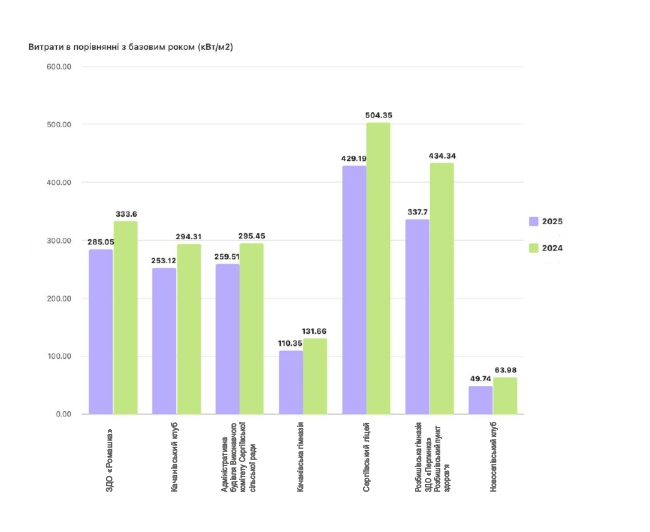 Витрати в порівнянні з базовим роком (кВт/м2)
600.00
500.00
400.00
300.00
200.00
100.00
0.00
285.05
333.6
253.12
294.31
259.51
295.45
110.35
131.66
429.19
504.35
337.7
434.34
49.74
63.98
2025
2024
ЗДО «Ромашка»
Качанівський клуб
Адміністративна
будівля Виконавчого
комітету Сергіївської
сільської ради
Качанівська гімназія
Сергіївський ліцей
Розбишівська гімназія
ЗДО «Перлинка»
Розбишівський пункт
здоров'я
Новоселівський клуб